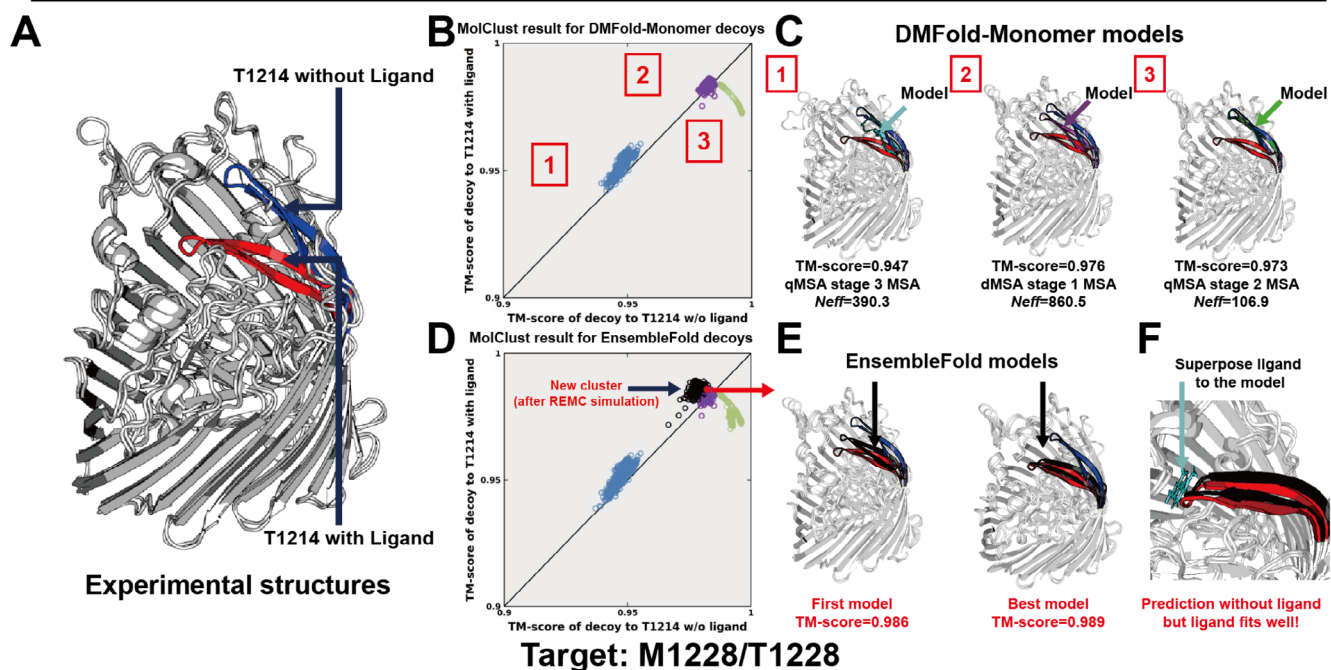 A
T1214 without Ligand
T1214 with Ligand
Experimental structures
B
MolClust result for DMFold-Monomer decoys
TM-score of decoy to T1214 with ligand
1
0.95
0.9
1
2
3
0.9
0.95
1
TM-score of decoy to T1214 w/o ligand
C
DMFold-Monomer models
1
Model
TM-score=0.947
qMSA stage 3 MSA
Neff=390.3
2
Model
TM-score=0.976
dMSA stage 1 MSA
Neff=860.5
3
Model
TM-score=0.973
qMSA stage 2 MSA
Neff=106.9
D
MolClust result for EnsembleFold decoys
TM-score of decoy to T1214 with ligand
1
0.95
0.9
New cluster
(after REMC simulation)
0.9
0.95
1
TM-score of decoy to T1214 w/o ligand
E
EnsembleFold models
First model
TM-score=0.986
Best model
TM-score=0.989
F
Superpose ligand
to the model
Prediction without ligand
but ligand fits well!
Target: M1228/T1228